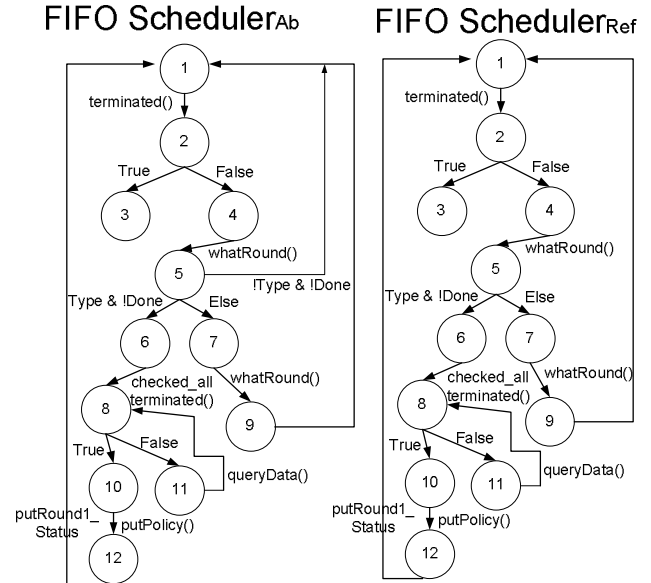 FIFO SchedulerAb
1
terminated()
2
True
False
3
4
whatRound()
5
!Type & !Done
Type & !Done
Else
6
7
checked_all
terminated()
whatRound()
8
9
True
False
queryData()
10
11
putRound1_
Status
putPolicy()
12
FIFO SchedulerRef
1
terminated()
2
True
False
3
4
whatRound()
5
Type & !Done
Else
6
7
checked_all
terminated()
whatRound()
8
9
True
False
queryData()
10
11
putRound1_
Status
putPolicy()
12